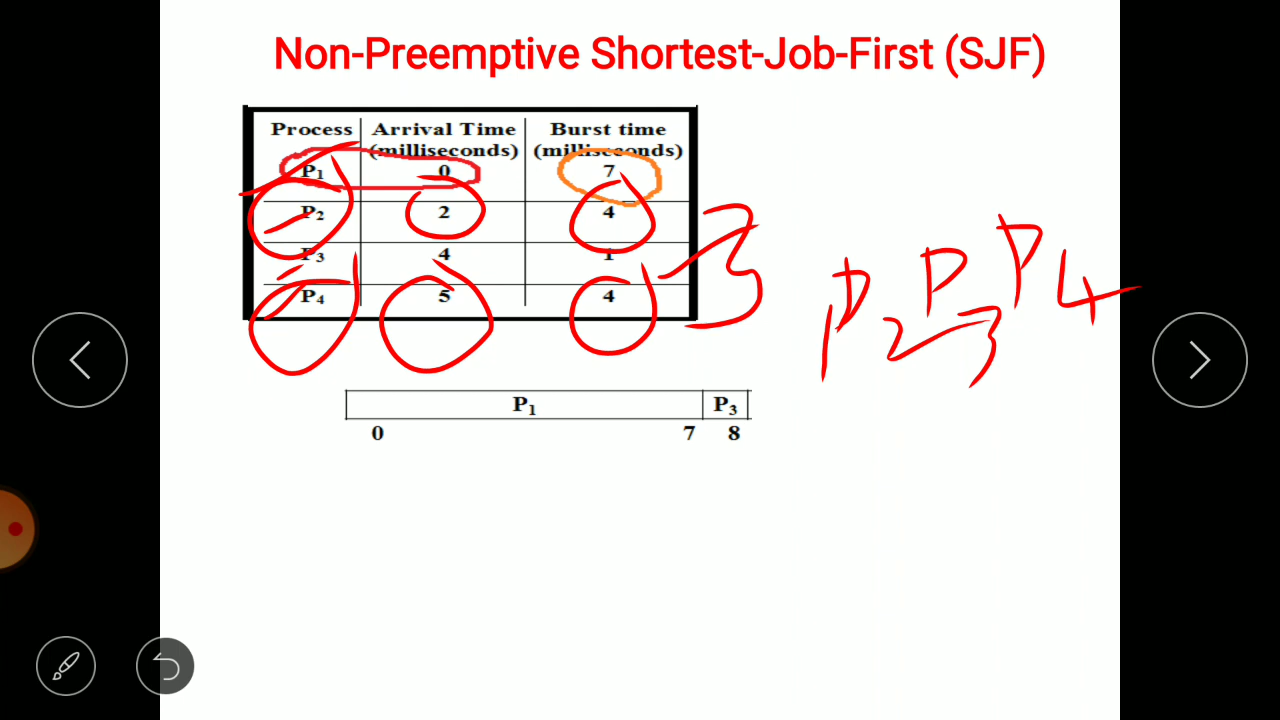 Non-Preemptive Shortest-Job-First (SJF)
Process Arrival Time Burst time
(milliseconds) (milliseconds)
P₁ 0 7
P₂ 2 4
P₃ 4 1
P₄ 5 4
3
P₂ P₃ P₄
P₁ P₃
0 7 8